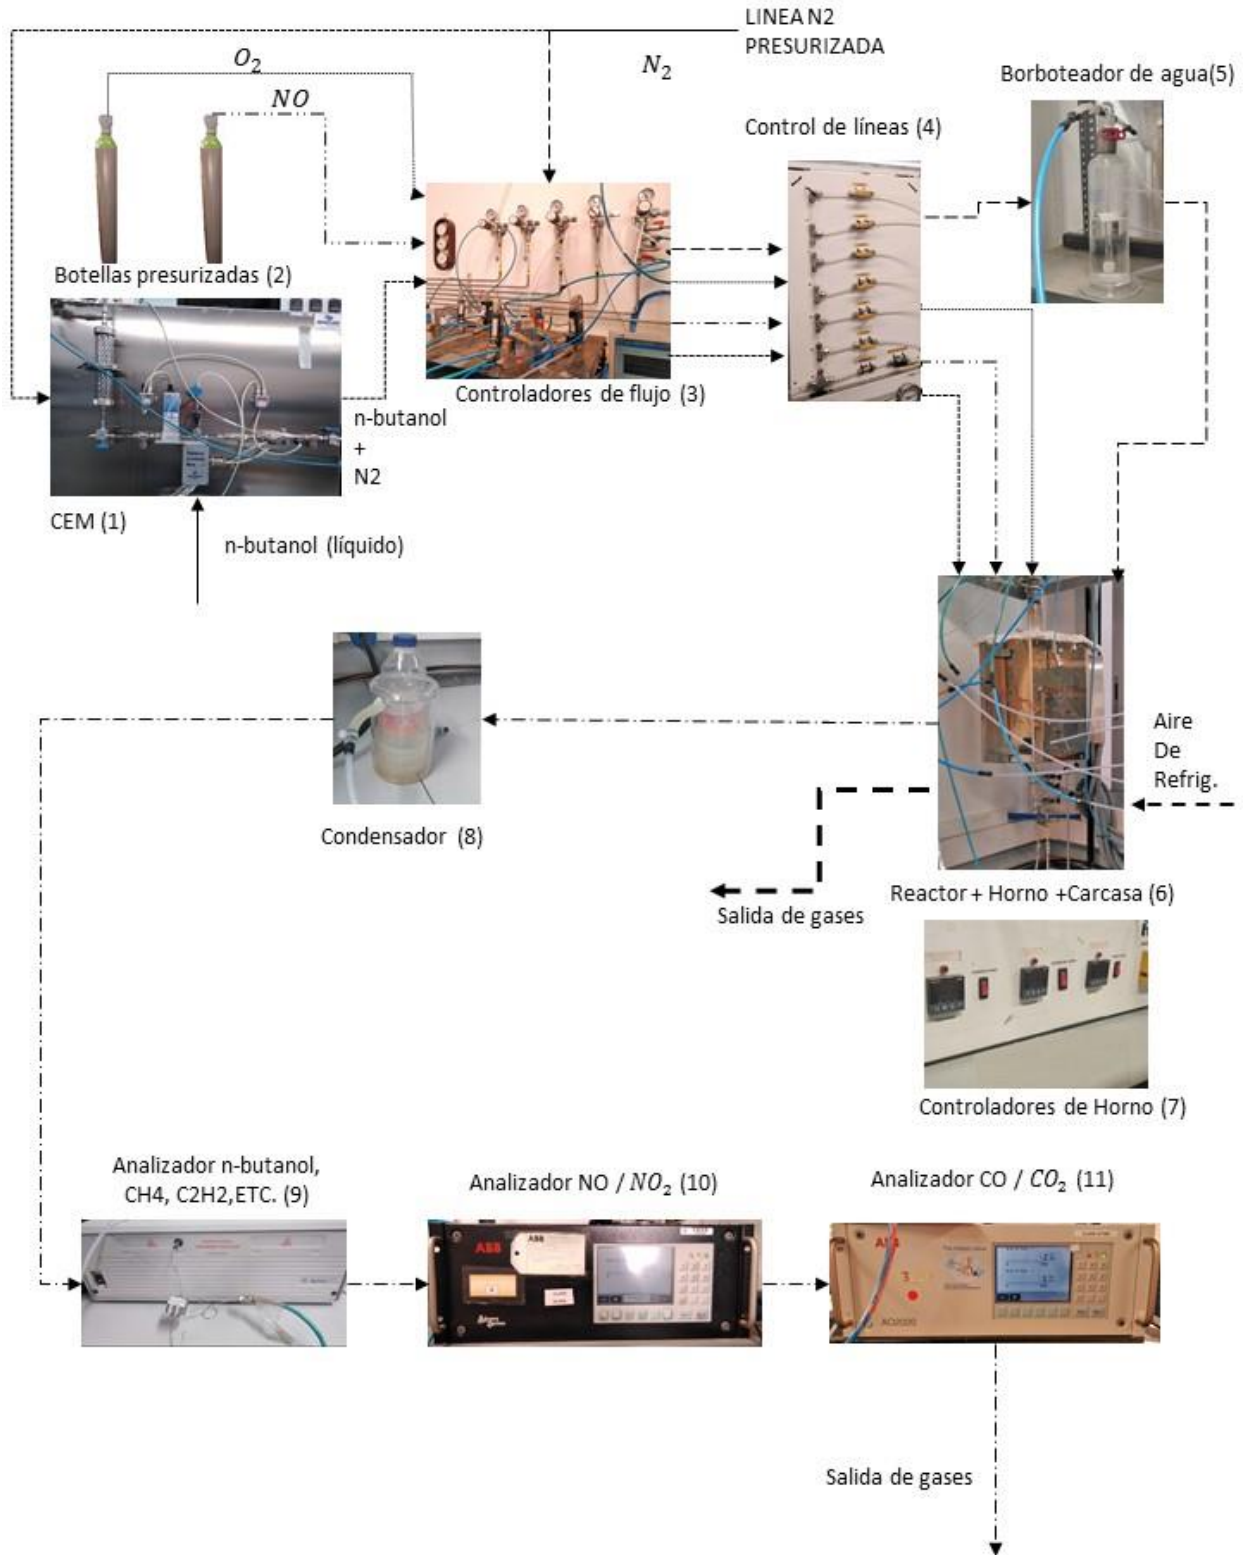 LINEA N2
PRESURIZADA
O₂
N₂
NO
Borboteador de agua(5)
Control de líneas (4)
Botellas presurizadas (2)
Controladores de flujo (3)
n-butanol
+
N2
CEM (1)
n-butanol (líquido)
Aire
De
Refrig.
Condensador (8)
Reactor + Horno +Carcasa (6)
Salida de gases
Controladores de Horno (7)
Analizador n-butanol,
CH4, C2H2,ETC. (9)
Analizador NO / NO₂ (10)
Analizador CO / CO₂ (11)
ABB
ABB
ABB
AO2020
Salida de gases